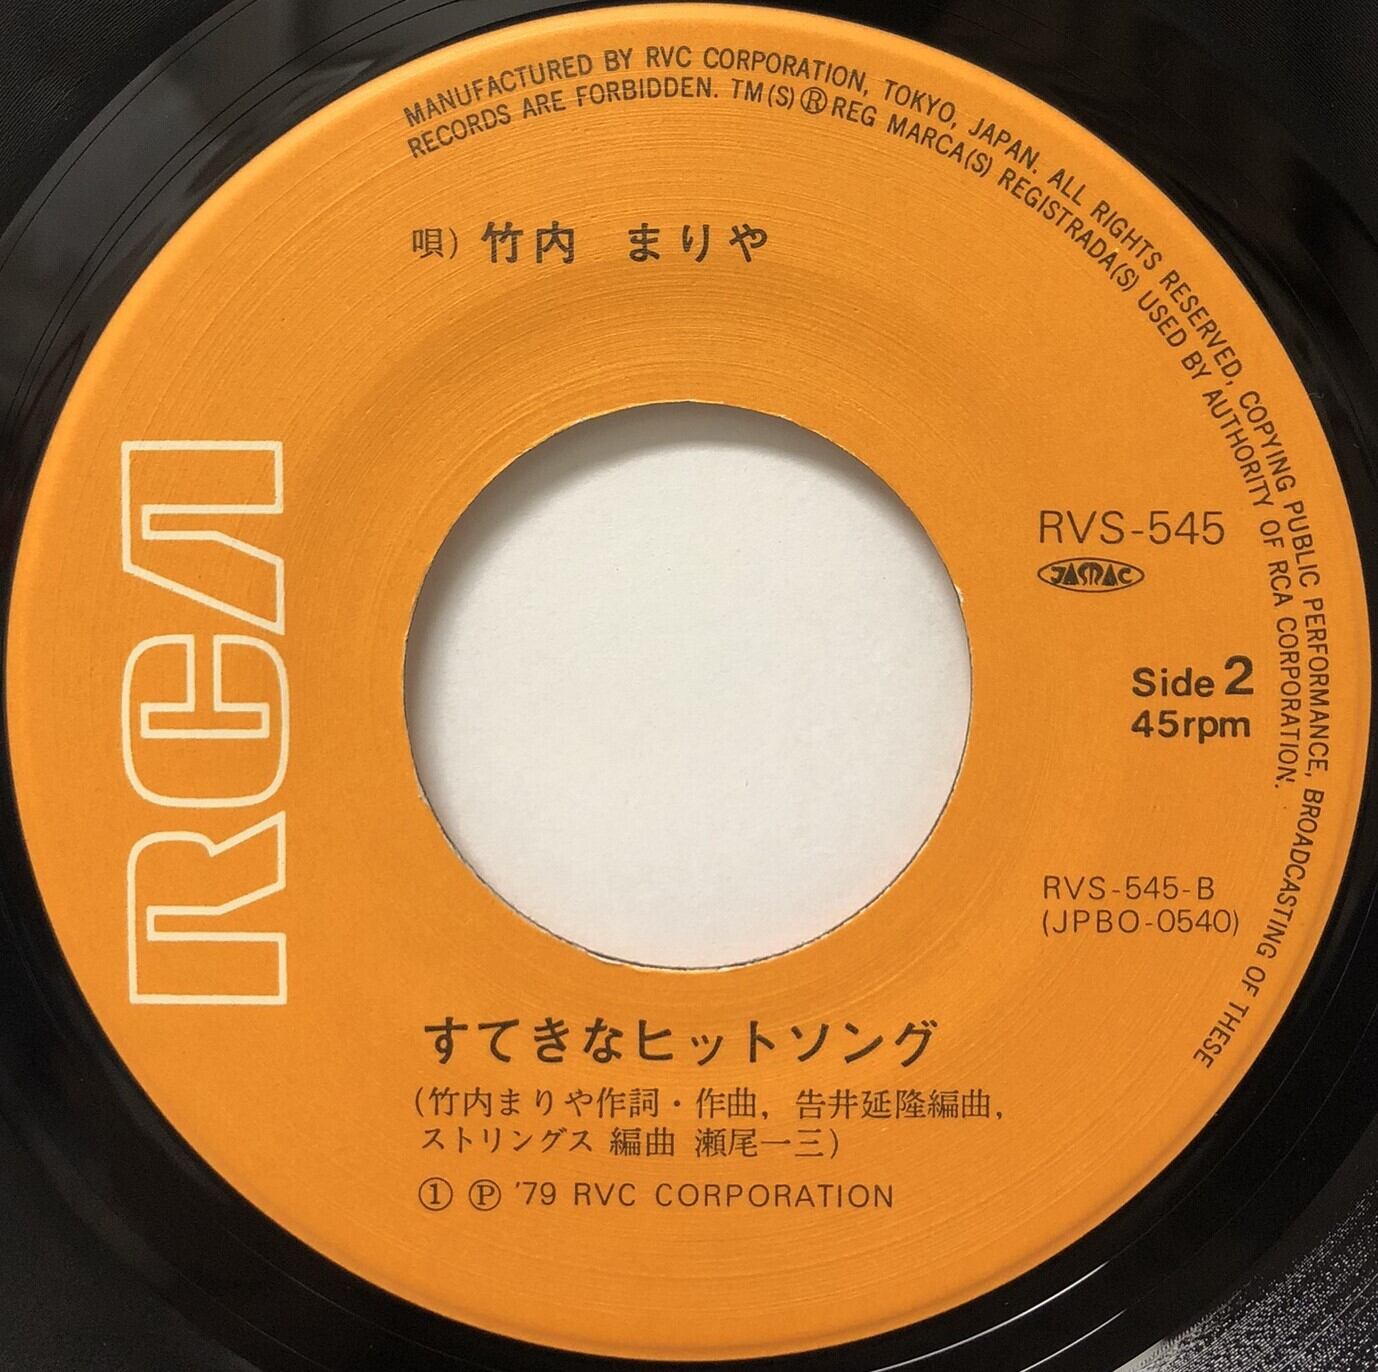 MANUFACTURED BY RVC CORPORATION, TOKYO, JAPAN. ALL RIGHTS RESERVED, COPYING PUBLIC PERFORMANCE, BROADCASTING OF THESE
RECORDS ARE FORBIDDEN. TM(S) ® REG MARCA(S) REGISTRADA(S) USED BY AUTHORITY OF RCA CORPORATION.
唄) 竹内 まりや
RCA
RVS-545
JASRAC
Side 2
45rpm
RVS-545-B
(JPBO-0540)
すてきなヒットソング
(竹内まりや作詞・作曲, 告井延隆編曲,
ストリングス 編曲 瀬尾一三)
① Ⓟ '79 RVC CORPORATION